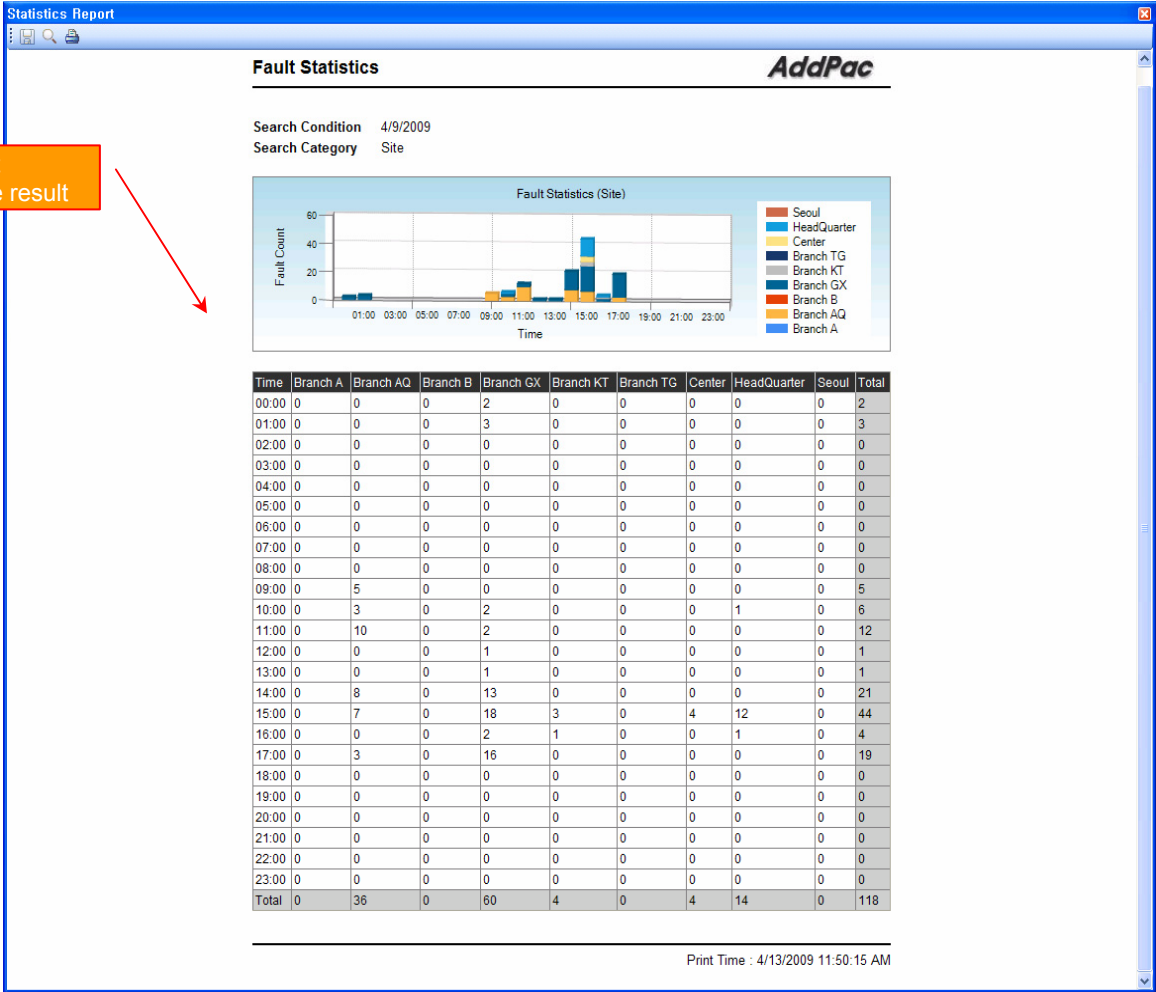 Statistics Report
Fault Statistics
AddPac
Search Condition 4/9/2009
Search Category Site
result
Fault Statistics (Site)
Fault Count
60
40
20
0
01:00 03:00 05:00 07:00 09:00 11:00 13:00 15:00 17:00 19:00 21:00 23:00
Time
Seoul
HeadQuarter
Center
Branch TG
Branch KT
Branch GX
Branch B
Branch AQ
Branch A
Time Branch A Branch AQ Branch B Branch GX Branch KT Branch TG Center HeadQuarter Seoul Total
00:00 0 0 0 2 0 0 0 0 0 2
01:00 0 0 0 3 0 0 0 0 0 3
02:00 0 0 0 0 0 0 0 0 0 0
03:00 0 0 0 0 0 0 0 0 0 0
04:00 0 0 0 0 0 0 0 0 0 0
05:00 0 0 0 0 0 0 0 0 0 0
06:00 0 0 0 0 0 0 0 0 0 0
07:00 0 0 0 0 0 0 0 0 0 0
08:00 0 0 0 0 0 0 0 0 0 0
09:00 0 5 0 0 0 0 0 0 0 5
10:00 0 3 0 2 0 0 0 1 0 6
11:00 0 10 0 2 0 0 0 0 0 12
12:00 0 0 0 1 0 0 0 0 0 1
13:00 0 0 0 1 0 0 0 0 0 1
14:00 0 8 0 13 0 0 0 0 0 21
15:00 0 7 0 18 3 0 4 12 0 44
16:00 0 0 0 2 1 0 0 1 0 4
17:00 0 3 0 16 0 0 0 0 0 19
18:00 0 0 0 0 0 0 0 0 0 0
19:00 0 0 0 0 0 0 0 0 0 0
20:00 0 0 0 0 0 0 0 0 0 0
21:00 0 0 0 0 0 0 0 0 0 0
22:00 0 0 0 0 0 0 0 0 0 0
23:00 0 0 0 0 0 0 0 0 0 0
Total 0 36 0 60 4 0 4 14 0 118
Print Time : 4/13/2009 11:50:15 AM